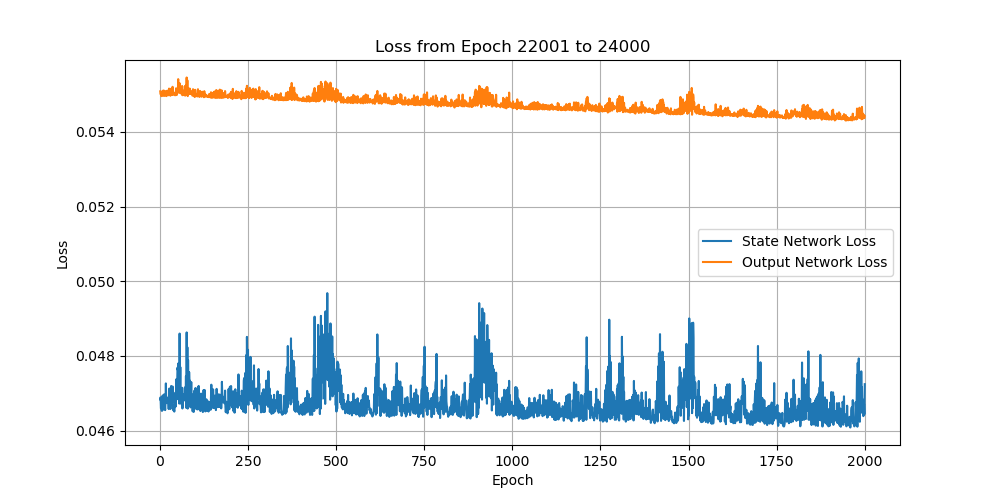 Loss from Epoch 22001 to 24000
0.054
0.052
0.050
0.048
0.046
Loss
State Network Loss
Output Network Loss
0 250 500 750 1000 1250 1500 1750 2000
Epoch